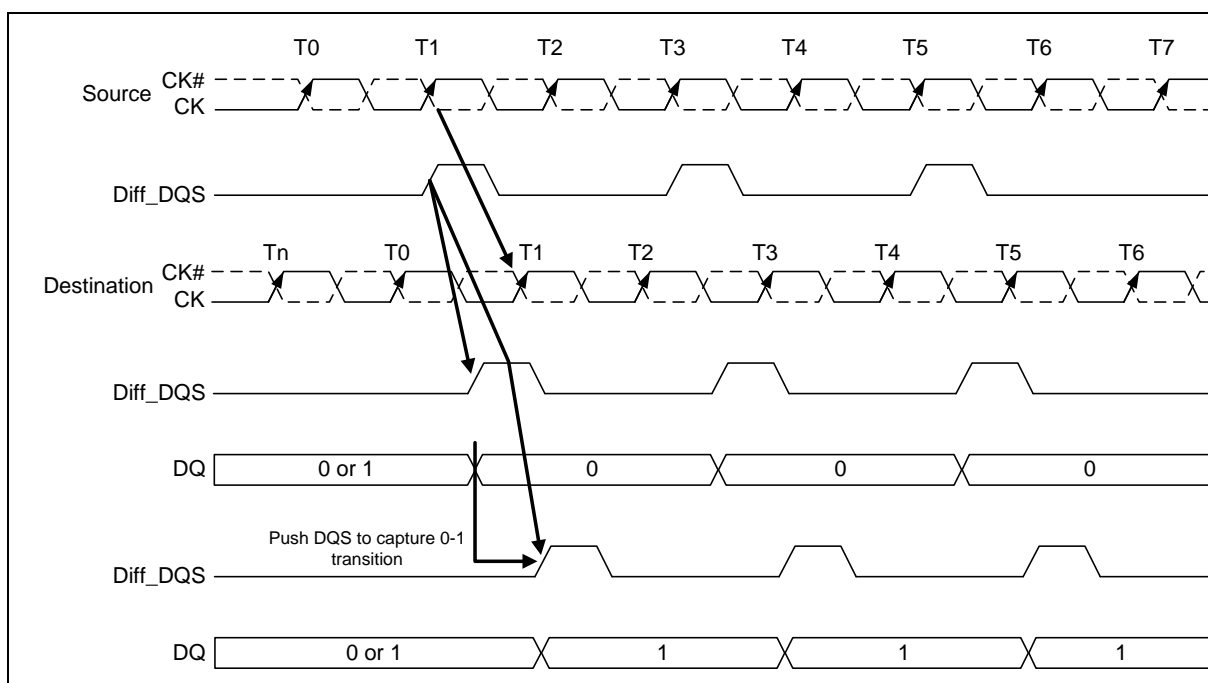 T0 T1 T2 T3 T4 T5 T6 T7
Source CK#
CK
Diff_DQS
Tn T0 T1 T2 T3 T4 T5 T6
Destination CK#
CK
Diff_DQS
DQ 0 or 1 0 0 0
Push DQS to capture 0-1
transition
Diff_DQS
DQ 0 or 1 1 1 1